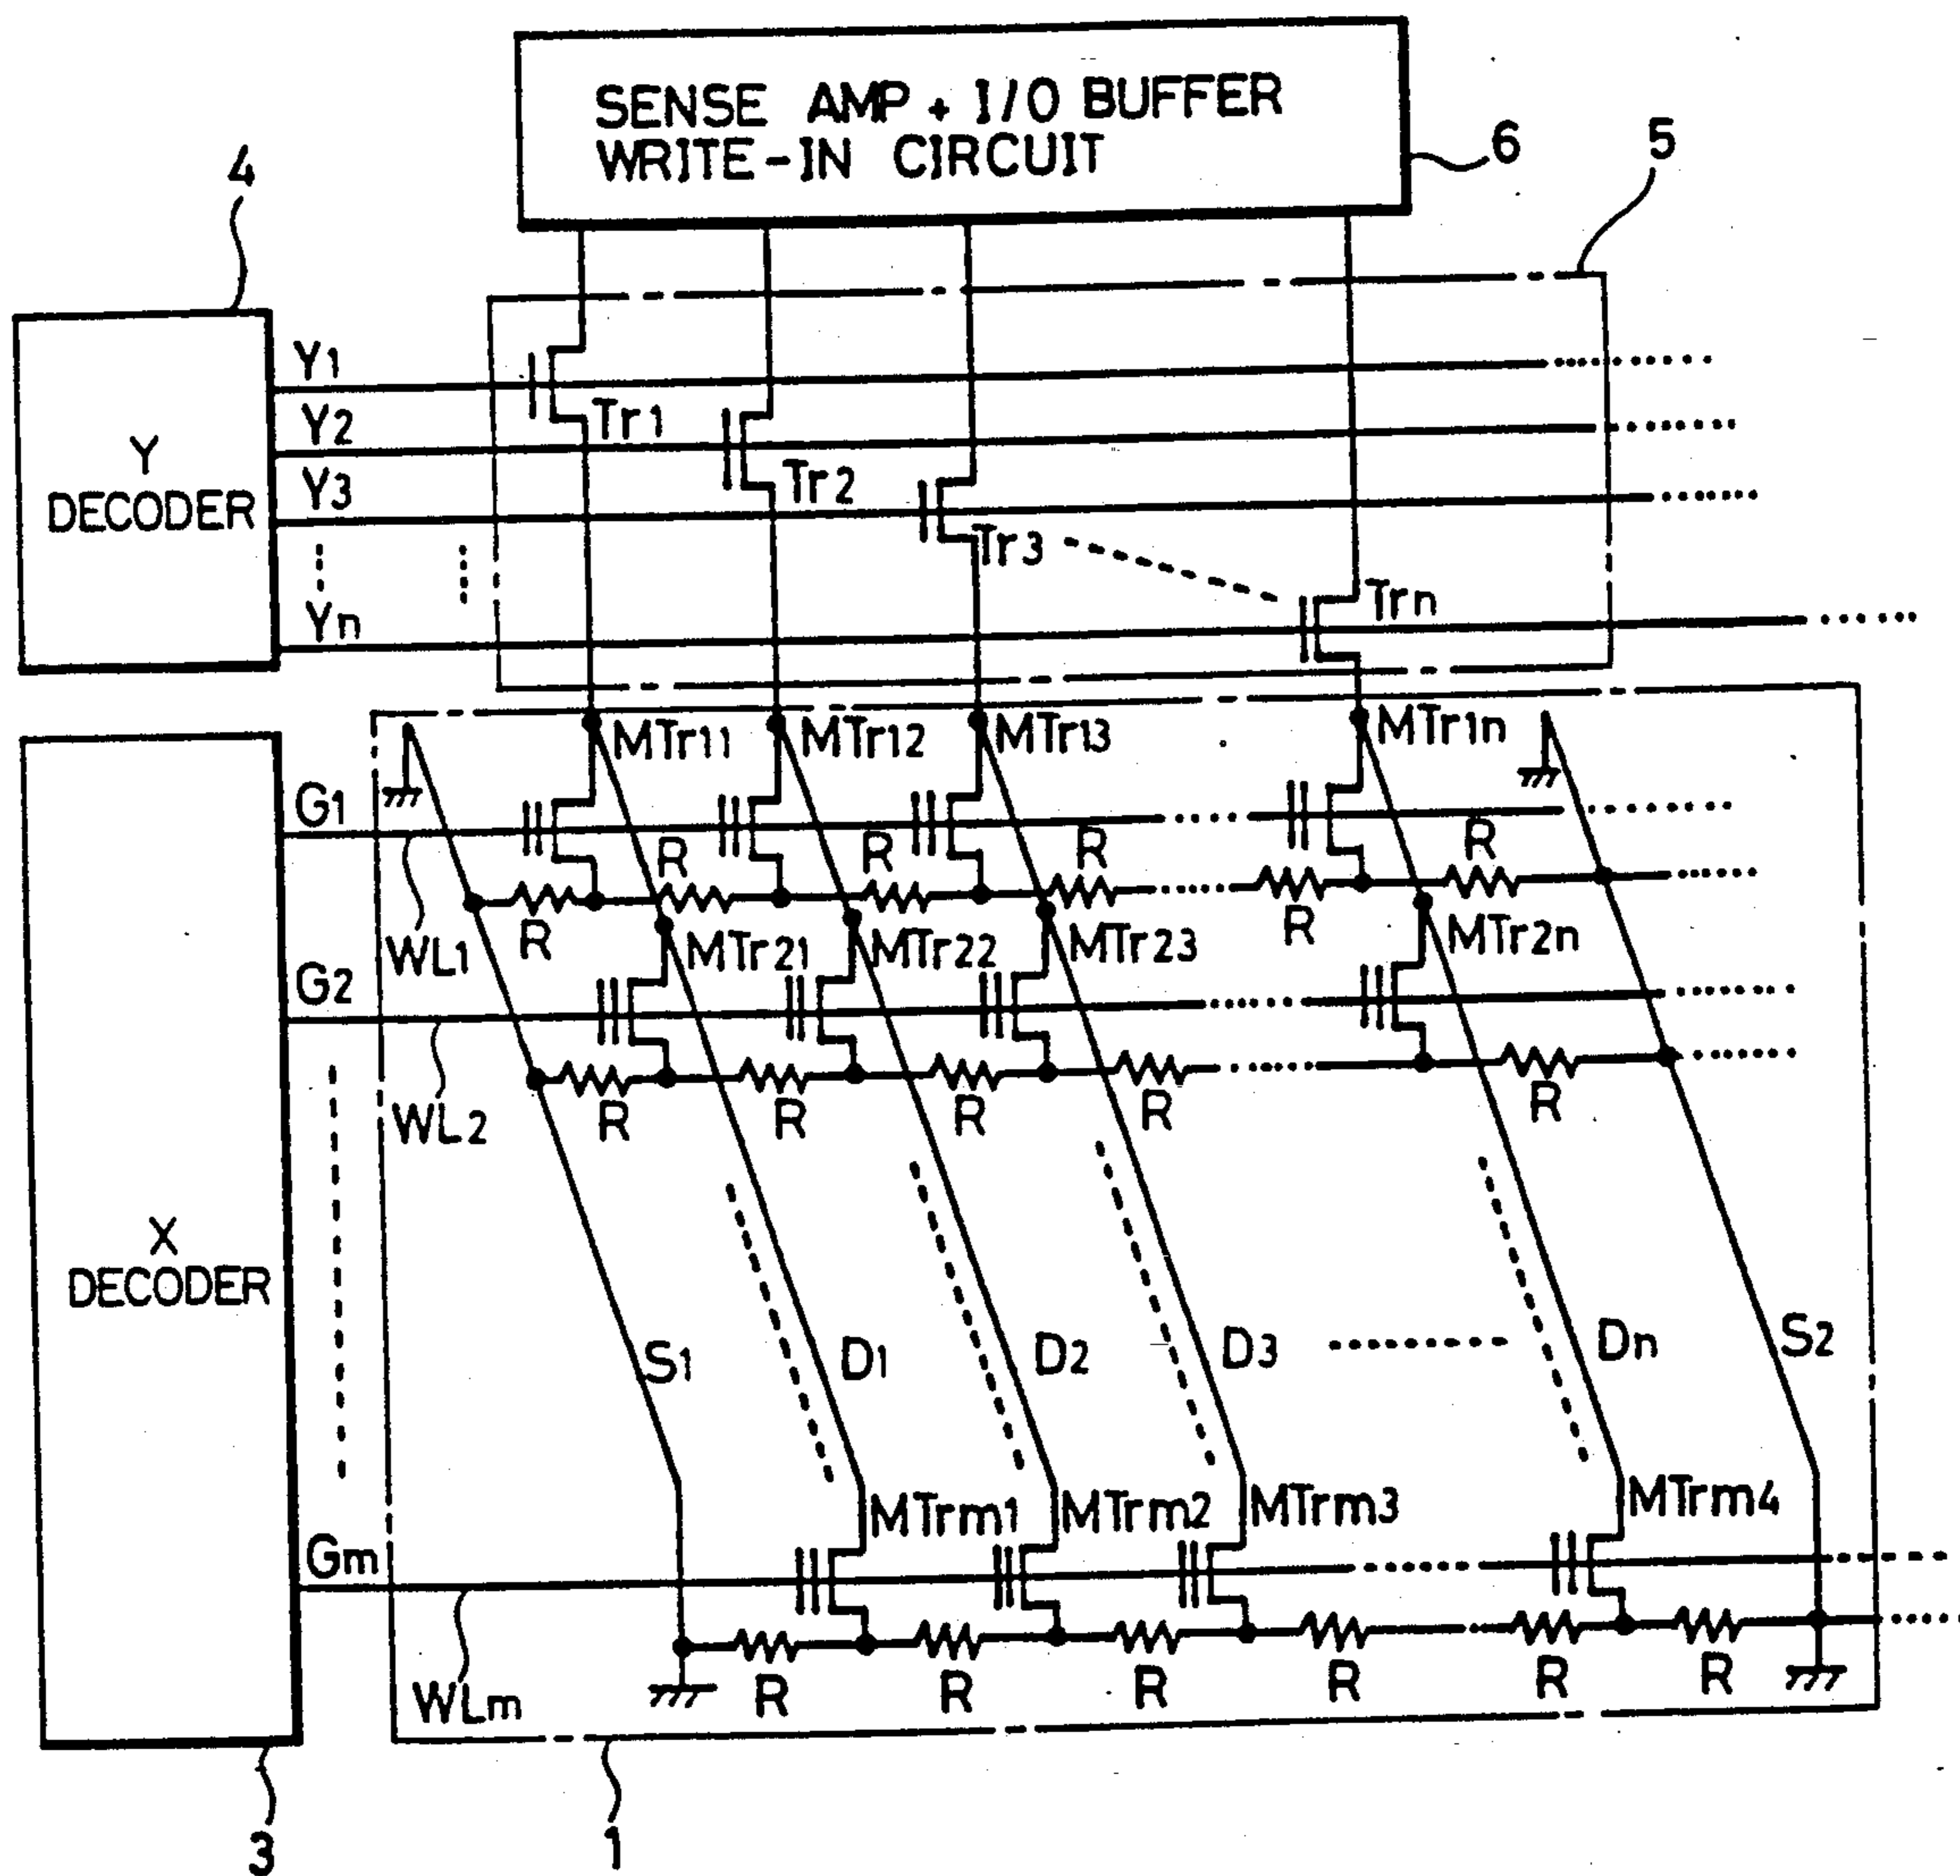 SENSE AMP + I/O BUFFER
WRITE-IN CIRCUIT
6
5
4
Y1
Tr1
Y2
Tr2
Y
DECODER
Y3
Tr3
Trn
Yn
MTr11
MTr12
MTr13
MTr1n
G1
R
R
R
R
R
R
WL1
MTr21
MTr22
MTr23
MTr2n
G2
R
R
R
R
R
WL2
X
DECODER
S1
D1
D2
D3
Dn
S2
MTrm1
MTrm2
MTrm3
MTrm4
Gm
R
R
R
R
R
R
WLm
3
1